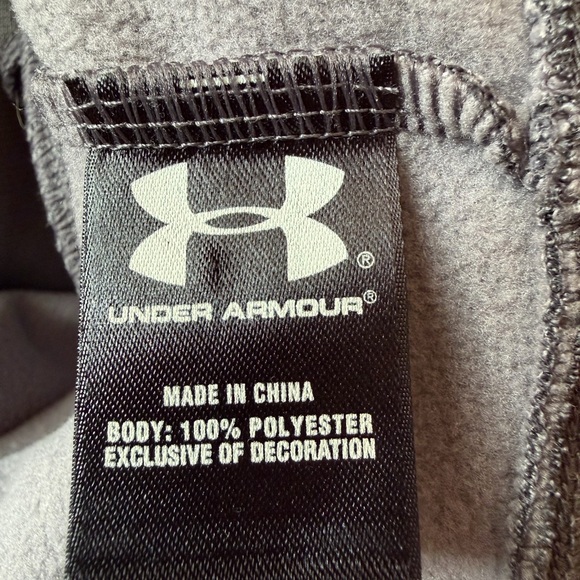 ®
UNDER ARMOUR®
MADE IN CHINA
BODY: 100% POLYESTER
EXCLUSIVE OF DECORATION